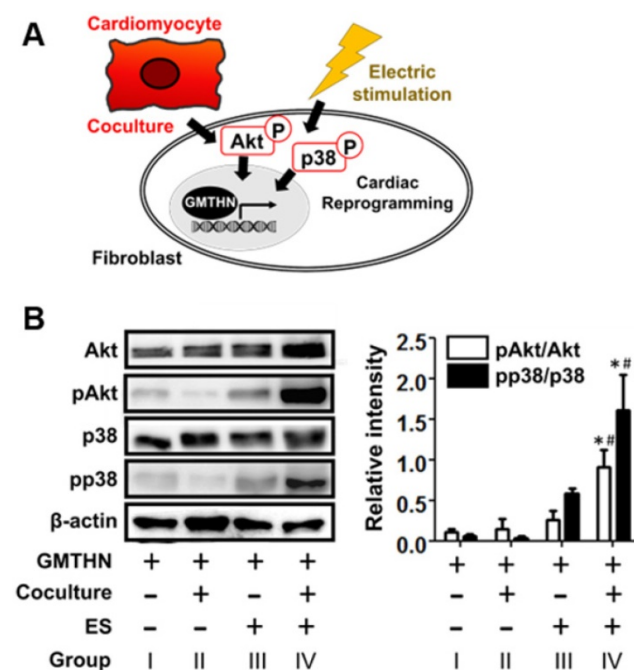 A
Cardiomyocyte
Coculture
Electric
stimulation
Akt
P
p38
P
GMTHN
Cardiac
Reprogramming
Fibroblast
B
Akt
pAkt
p38
pp38
β-actin
GMTHN + + + +
Coculture - + - +
ES - - + +
Group I II III IV
Relative intensity
2.5
2.0
1.5
1.0
0.5
0.0
pAkt/Akt
pp38/p38
*#
*#
+ + + +
- + - +
- - + +
I II III IV